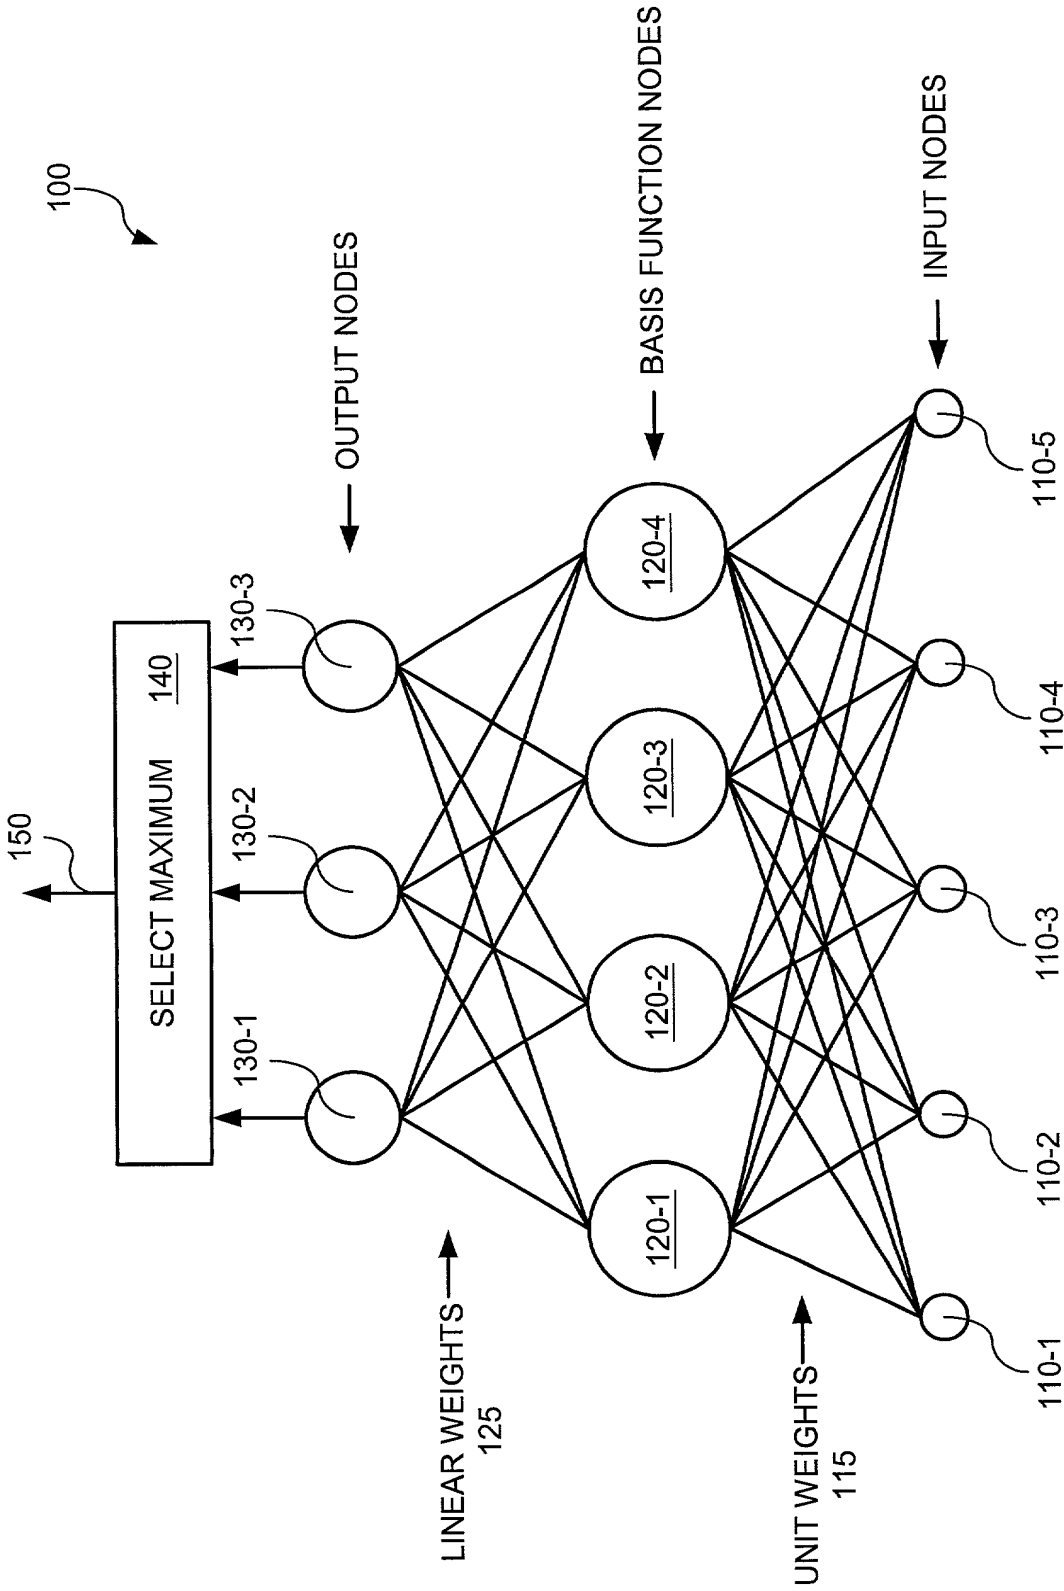 100
150
SELECT MAXIMUM 140
130-1
130-2
130-3
OUTPUT NODES
LINEAR WEIGHTS
125
120-1
120-2
120-3
120-4
BASIS FUNCTION NODES
UNIT WEIGHTS
115
INPUT NODES
110-1
110-2
110-3
110-4
110-5